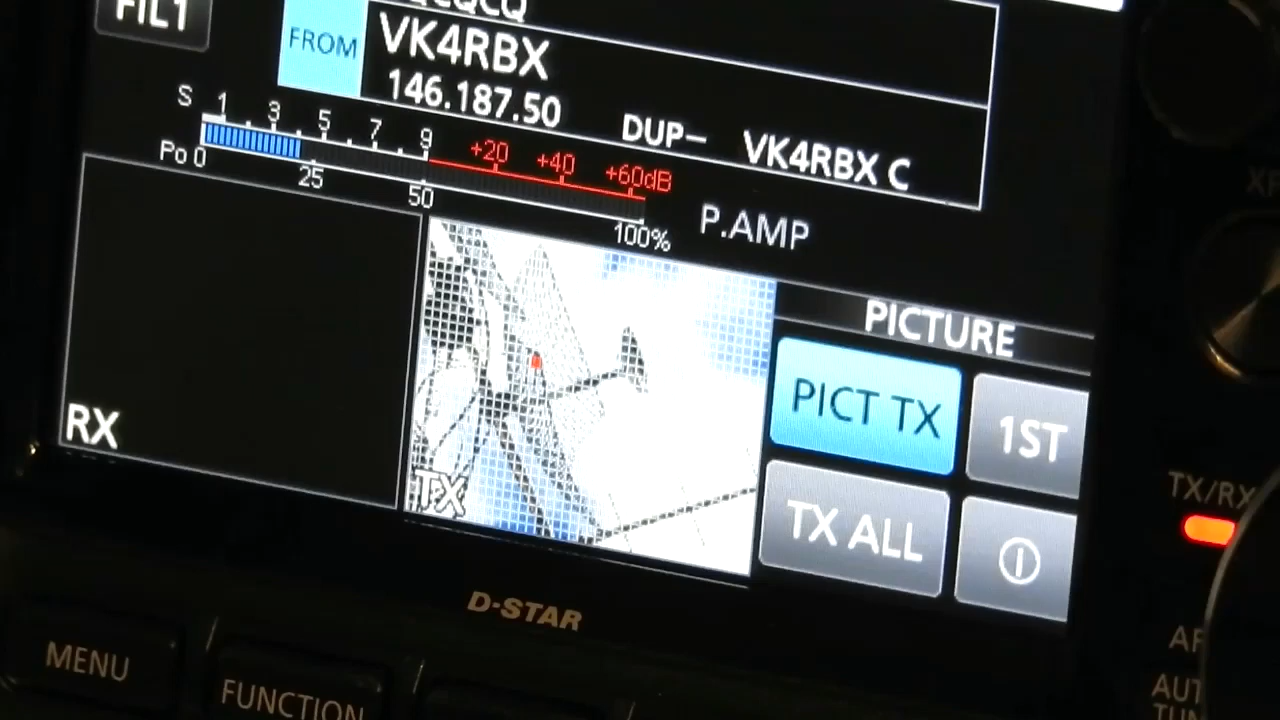 FIL1
CQCQCQ
FROM
VK4RBX
146.187.50
DUP–
VK4RBX C
S 1 3 5 7 9 +20 +40 +60dB
Po 0 25 50 100%
P.AMP
RX
TX
PICTURE
PICT TX
1ST
TX ALL
D-STAR
TX/RX
MENU
FUNCTION